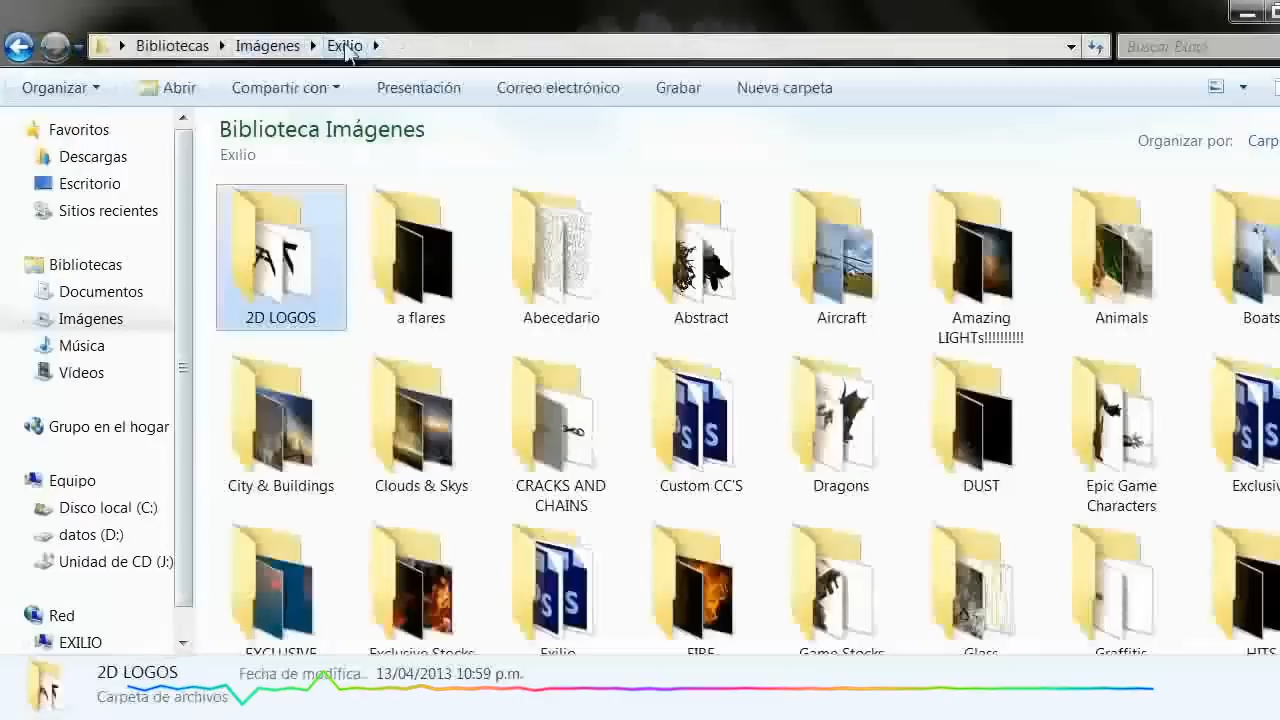 Bibliotecas Imágenes Exilio
Organizar Abrir Compartir con Presentación Correo electrónico Grabar Nueva carpeta
Favoritos
Descargas
Escritorio
Sitios recientes
Bibliotecas
Documentos
Imágenes
Música
Vídeos
Grupo en el hogar
Equipo
Disco local (C:)
datos (D:)
Unidad de CD (J:)
Red
EXILIO
Biblioteca Imágenes
Exilio
Organizar por: Carp
2D LOGOS
a flares
Abecedario
Abstract
Aircraft
Amazing
LIGHTs!!!!!!!!!!
Animals
Boats
City & Buildings
Clouds & Skys
CRACKS AND
CHAINS
Custom CC'S
Dragons
DUST
Epic Game
Characters
Exclusiv
EXCLUSIVE
Exclusive Stocks
Exilio
FIRE
Game Stocks
Glass
Graffitis
HITS
2D LOGOS Fecha de modifica... 13/04/2013 10:59 p.m.
Carpeta de archivos